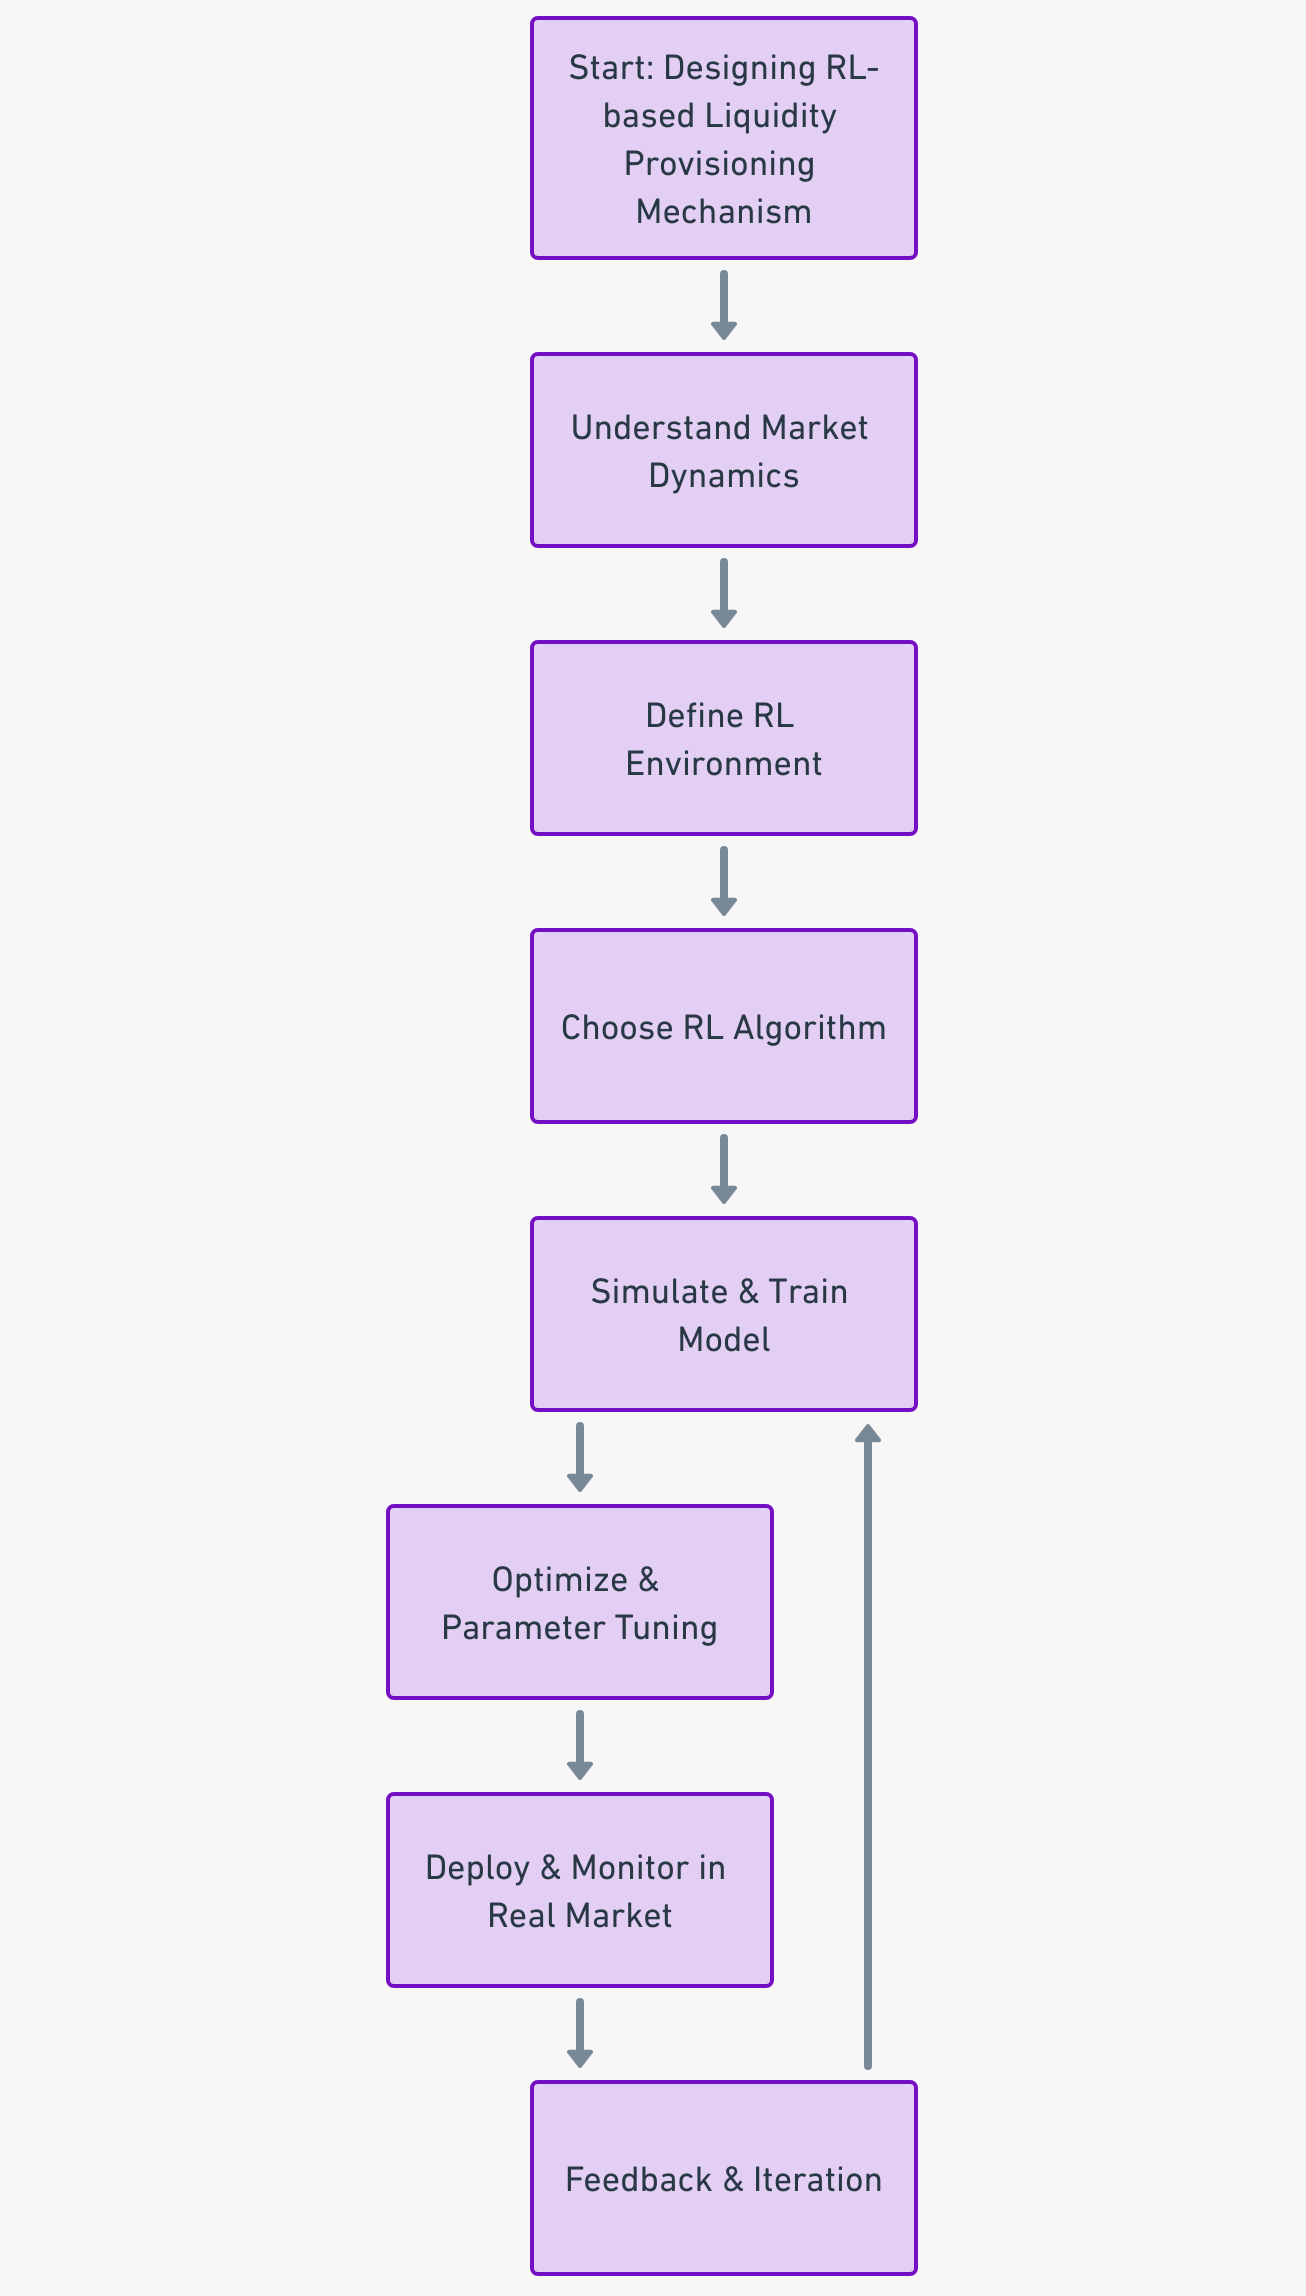 Start: Designing RL-
based Liquidity
Provisioning
Mechanism
Understand Market
Dynamics
Define RL
Environment
Choose RL Algorithm
Simulate & Train
Model
Optimize &
Parameter Tuning
Deploy & Monitor in
Real Market
Feedback & Iteration